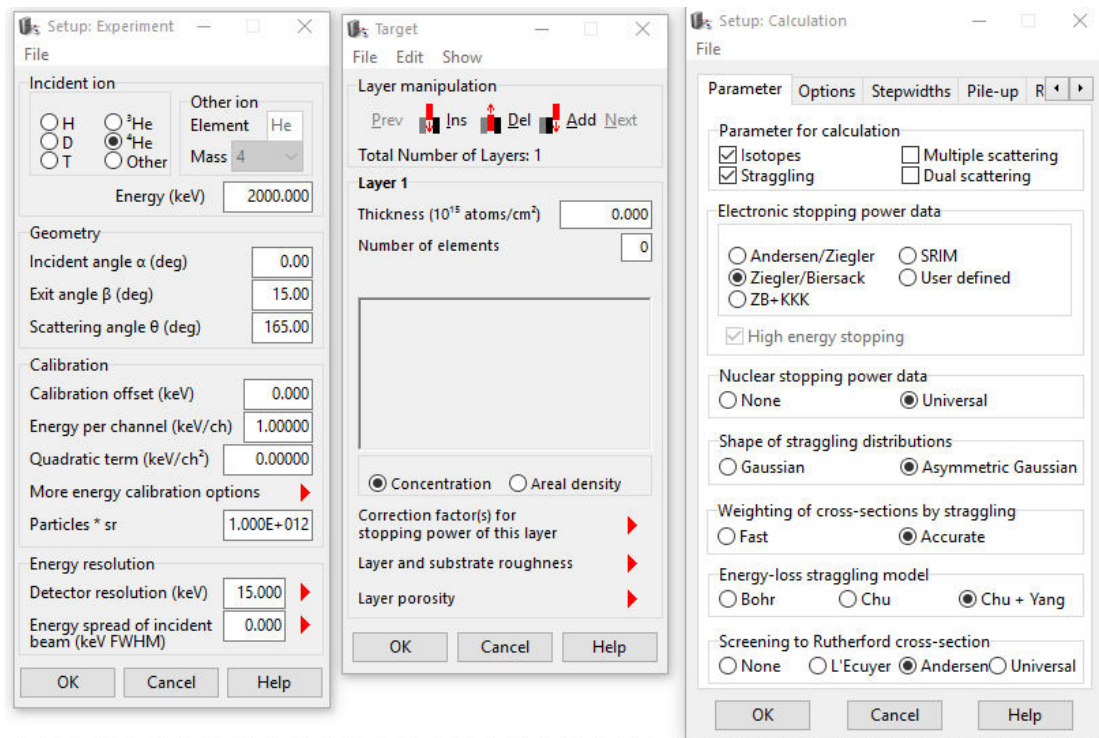 Setup: Experiment
File
Incident ion
H
³He
D
⁴He
T
Other
Other ion
Element He
Mass 4
Energy (keV) 2000.000
Geometry
Incident angle α (deg) 0.00
Exit angle β (deg) 15.00
Scattering angle θ (deg) 165.00
Calibration
Calibration offset (keV) 0.000
Energy per channel (keV/ch) 1.00000
Quadratic term (keV/ch²) 0.00000
More energy calibration options
Particles * sr 1.000E+012
Energy resolution
Detector resolution (keV) 15.000
Energy spread of incident 0.000
beam (keV FWHM)
OK Cancel Help
Target
File Edit Show
Layer manipulation
Prev Ins Del Add Next
Total Number of Layers: 1
Layer 1
Thickness (10¹⁵ atoms/cm²) 0.000
Number of elements 0
Concentration Areal density
Correction factor(s) for
stopping power of this layer
Layer and substrate roughness
Layer porosity
OK Cancel Help
Setup: Calculation
File
Parameter Options Stepwidths Pile-up R
Parameter for calculation
Isotopes Multiple scattering
Straggling Dual scattering
Electronic stopping power data
Andersen/Ziegler SRIM
Ziegler/Biersack User defined
ZB+KKK
High energy stopping
Nuclear stopping power data
None Universal
Shape of straggling distributions
Gaussian Asymmetric Gaussian
Weighting of cross-sections by straggling
Fast Accurate
Energy-loss straggling model
Bohr Chu Chu + Yang
Screening to Rutherford cross-section
None L'Ecuyer Andersen Universal
OK Cancel Help